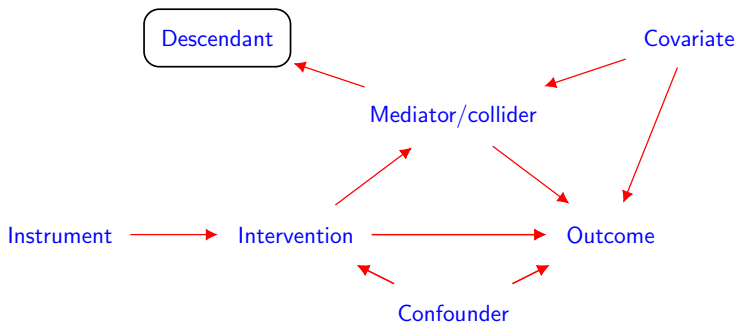 Descendant
Covariate
Mediator/collider
Instrument
Intervention
Outcome
Confounder